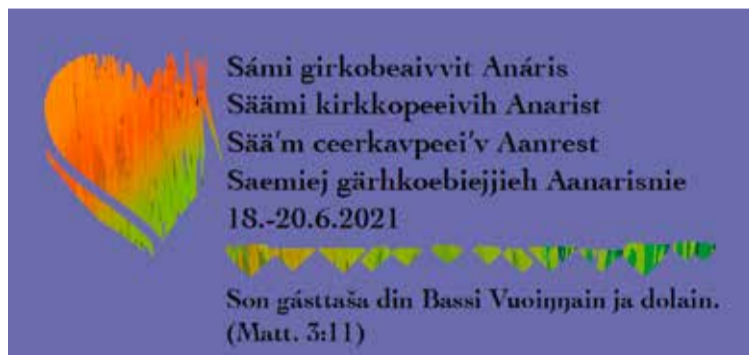 Sámi girkobeaivvit Anáris
Säämi kirkkopeeivih Anarist
Sää'm ceerkavpeei'v Aanrest
Saemiej gärhkoebiejjieh Aanarisnie
18.-20.6.2021
Son gásttaša din Bassi Vuoiŋŋain ja dolain.
(Matt. 3:11)